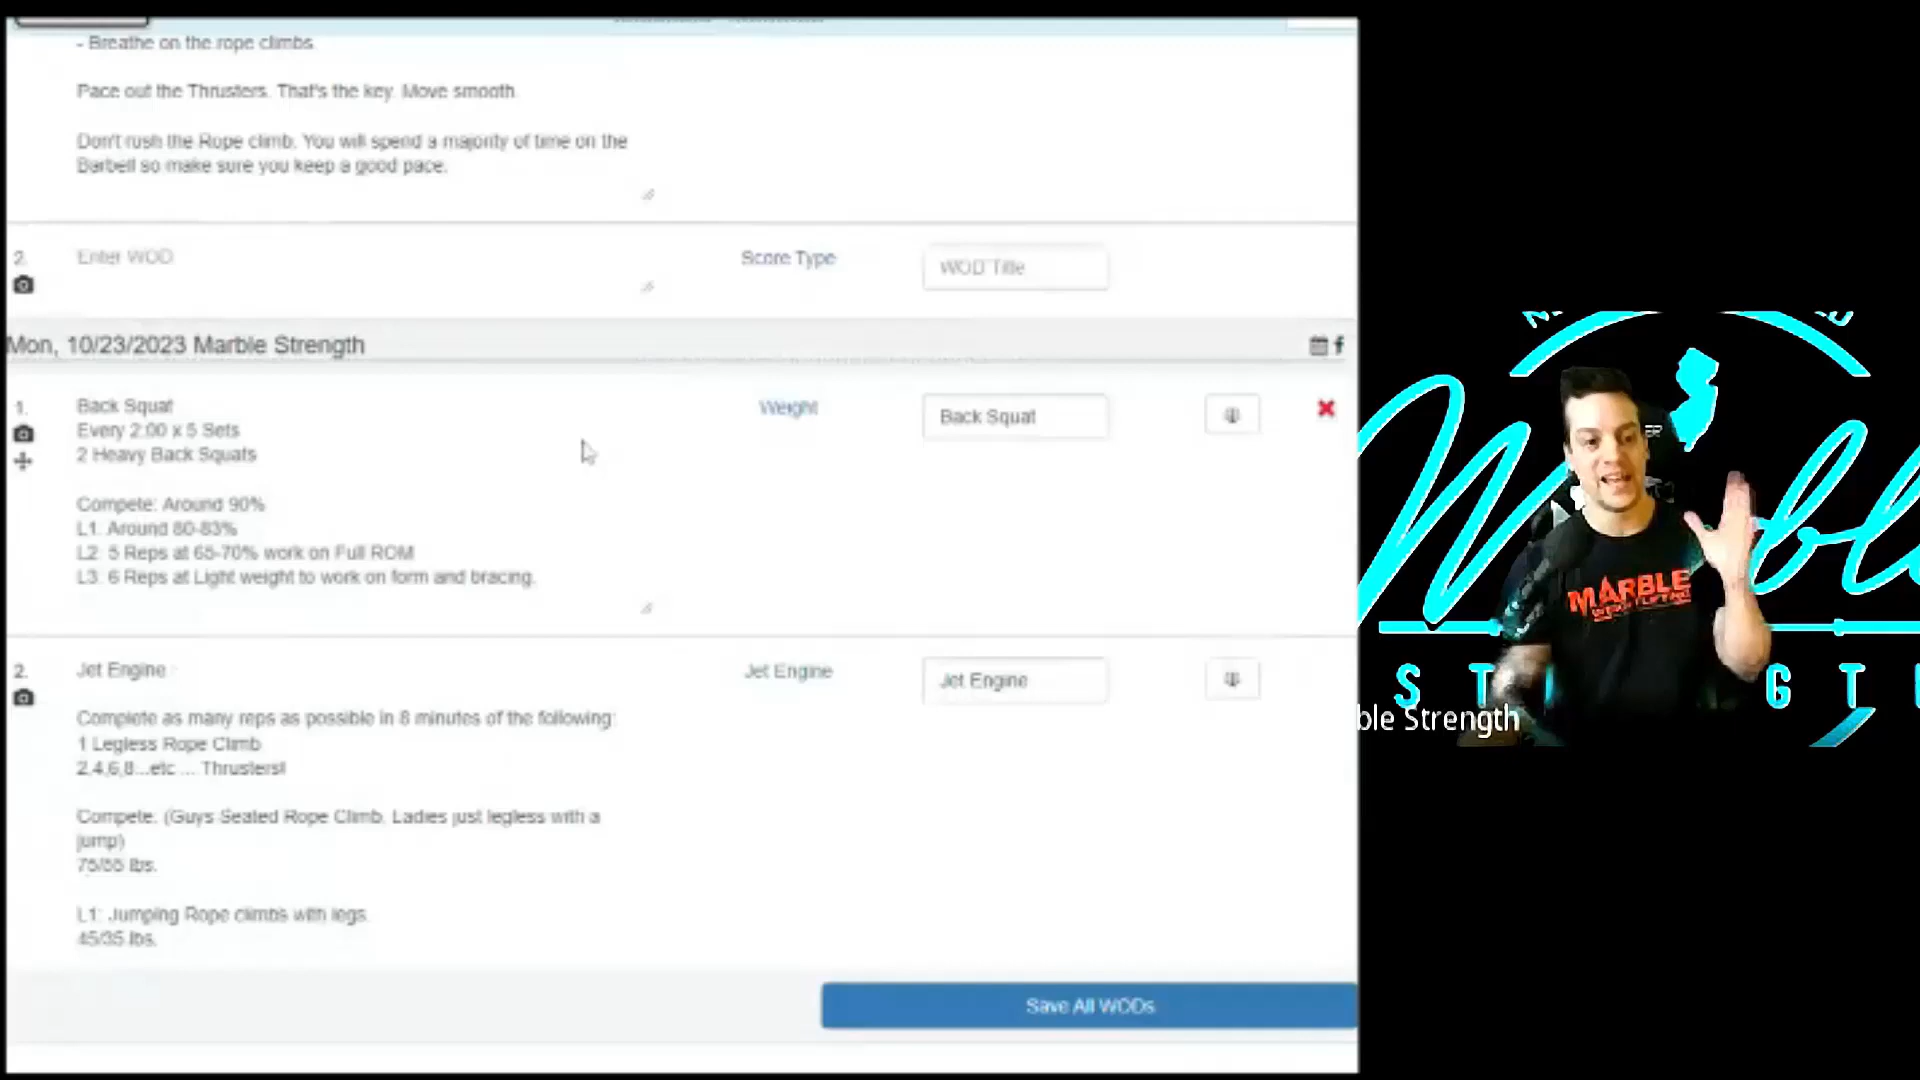 - Breathe on the rope climbs
Pace out the Thrusters. That's the key. Move smooth
Don't rush the Rope climb. You will spend a majority of time on the
Barbell so make sure you keep a good pace.
2.
Enter WOD
Score Type
WOD Title
Mon, 10/23/2023 Marble Strength
1.
Back Squat
Weight
Back Squat
Every 2:00 x 5 Sets
2 Heavy Back Squats
Compete: Around 90%
L1: Around 80-83%
L2: 5 Reps at 65-70% work on Full ROM
L3: 6 Reps at Light weight to work on form and bracing.
2.
Jet Engine
Jet Engine
Jet Engine
Complete as many reps as possible in 8 minutes of the following:
1 Legless Rope Climb
2,4,6,8...etc ... Thrusters!
Compete: (Guys Seated Rope Climb. Ladies just legless with a
jump)
75/55 lbs.
L1: Jumping Rope climbs with legs.
45/35 lbs.
Save All WODs
MARBLE
ble Strength